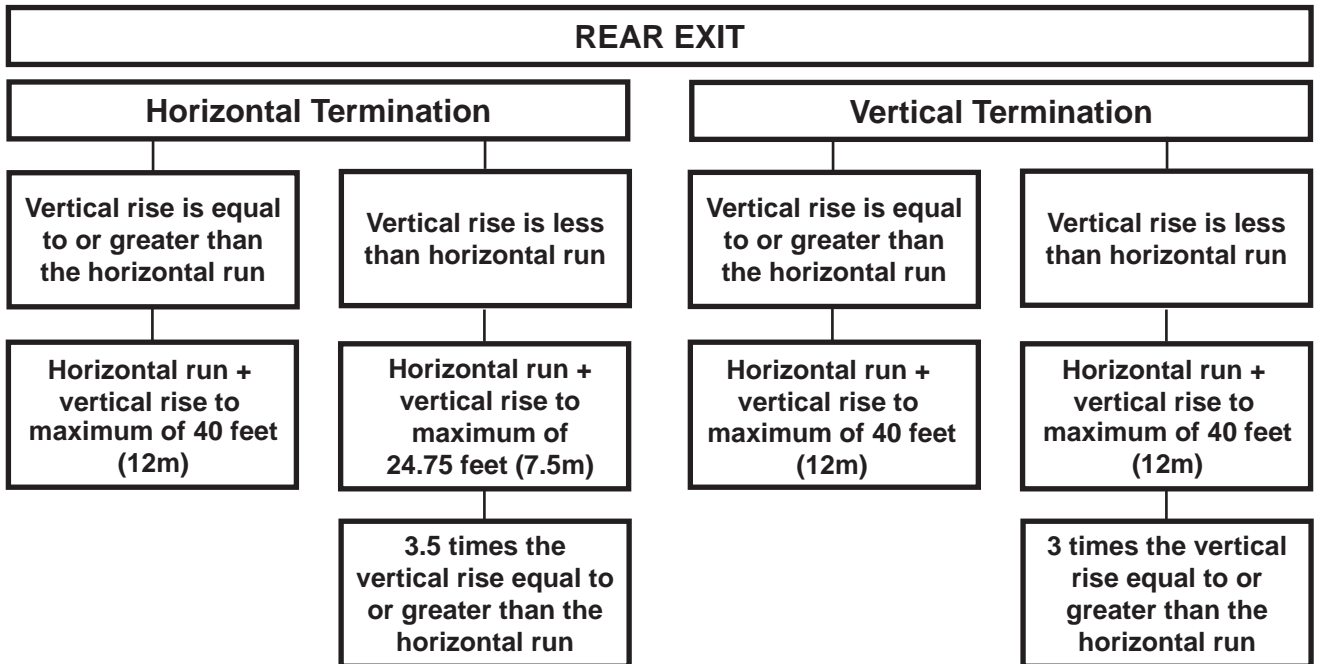 REAR EXIT
Horizontal Termination
Vertical rise is equal
to or greater than
the horizontal run
Horizontal run +
vertical rise to
maximum of 40 feet
(12m)
Vertical rise is less
than horizontal run
Horizontal run +
vertical rise to
maximum of
24.75 feet (7.5m)
3.5 times the
vertical rise equal to
or greater than the
horizontal run
Vertical Termination
Vertical rise is equal
to or greater than
the horizontal run
Horizontal run +
vertical rise to
maximum of 40 feet
(12m)
Vertical rise is less
than horizontal run
Horizontal run +
vertical rise to
maximum of 40 feet
(12m)
3 times the vertical
rise equal to or
greater than the
horizontal run